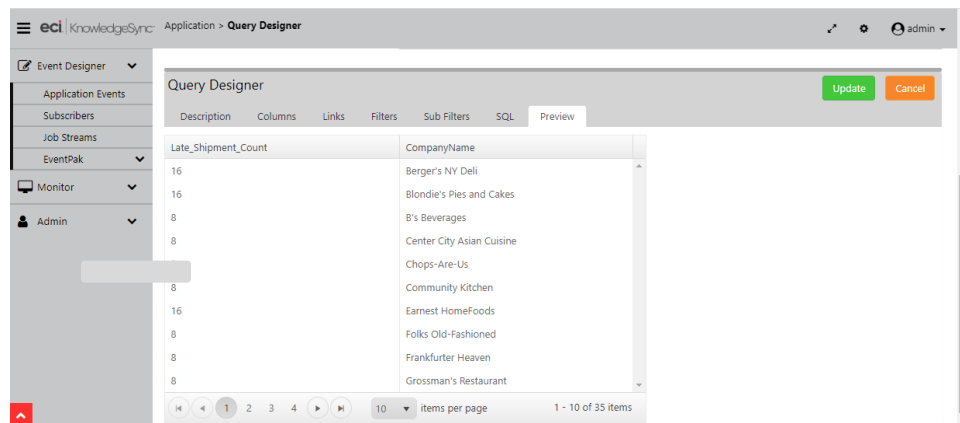 eci KnowledgeSync
Application > Query Designer
admin
Event Designer
Application Events
Subscribers
Job Streams
EventPak
Monitor
Admin
Query Designer
Update
Cancel
Description Columns Links Filters Sub Filters SQL Preview
Late_Shipment_Count CompanyName
16 Berger's NY Deli
16 Blondie's Pies and Cakes
8 B's Beverages
8 Center City Asian Cuisine
Chops-Are-Us
8 Community Kitchen
16 Earnest HomeFoods
8 Folks Old-Fashioned
8 Frankfurter Heaven
8 Grossman's Restaurant
1 2 3 4 10 items per page 1 - 10 of 35 items